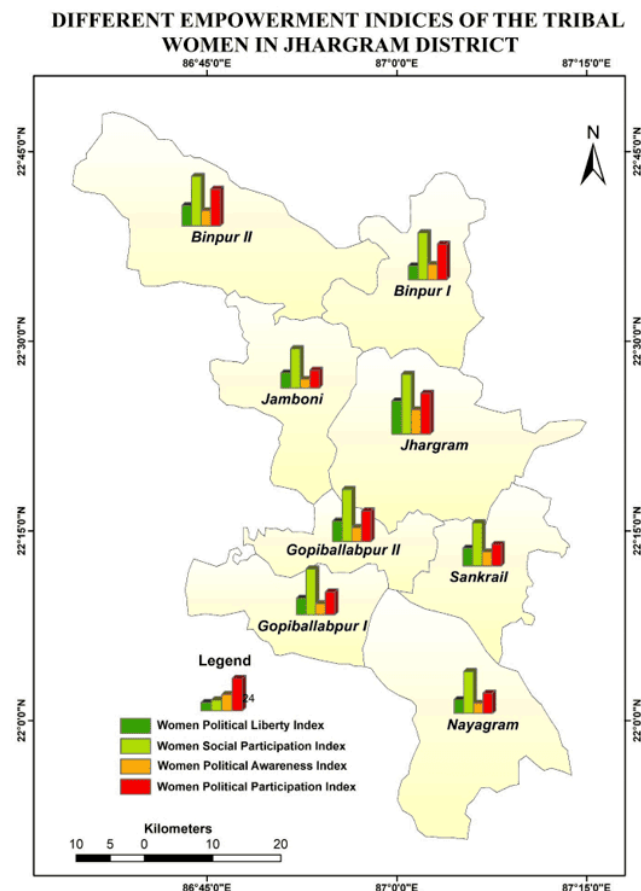 DIFFERENT EMPOWERMENT INDICES OF THE TRIBAL
WOMEN IN JHARGRAM DISTRICT
86°45'0"E 87°0'0"E 87°15'0"E
N
22°45'0"N 22°45'0"N
Binpur II
Binpur I
22°30'0"N 22°30'0"N
Jamboni
Jhargram
22°15'0"N 22°15'0"N
Gopiballabpur II
Sankrail
Gopiballabpur I
Legend
24
22°0'0"N 22°0'0"N
Nayagram
Women Political Liberty Index
Women Social Participation Index
Women Political Awareness Index
Women Political Participation Index
Kilometers
10 5 0 10 20
86°45'0"E 87°0'0"E 87°15'0"E